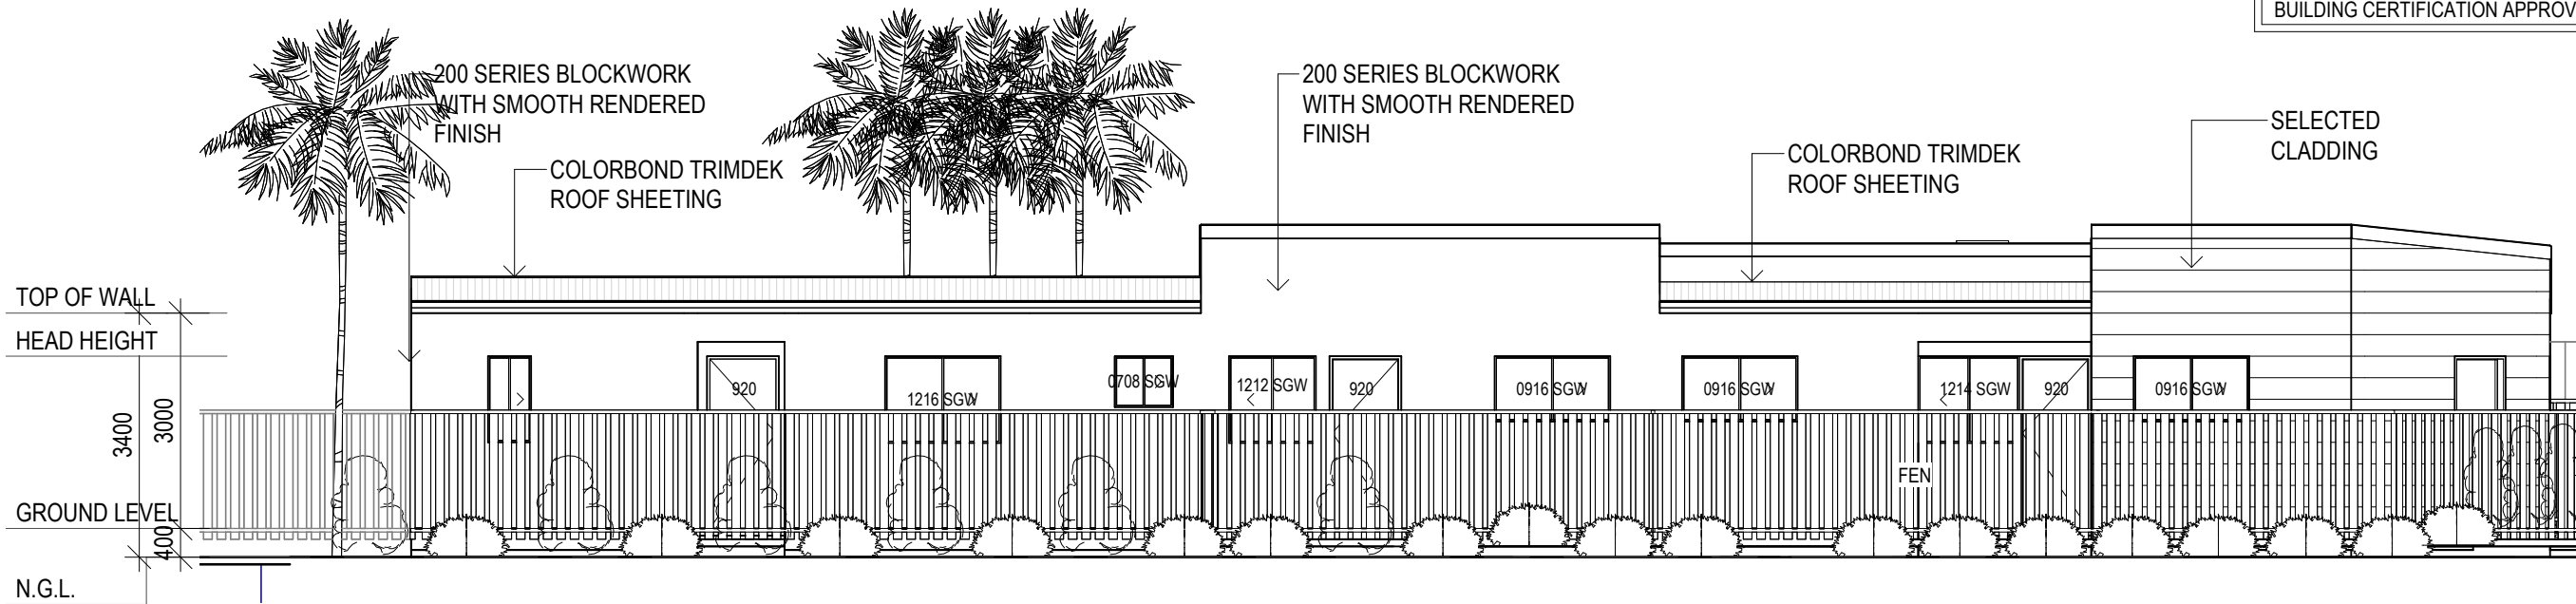 BUILDING CERTIFICATION APPROV
200 SERIES BLOCKWORK
WITH SMOOTH RENDERED
FINISH
COLORBOND TRIMDEK
ROOF SHEETING
200 SERIES BLOCKWORK
WITH SMOOTH RENDERED
FINISH
COLORBOND TRIMDEK
ROOF SHEETING
SELECTED
CLADDING
TOP OF WALL
HEAD HEIGHT
920
1216 SGW
0708 SGW
1212 SGW
920
0916 SGW
0916 SGW
1214 SGW
920
0916 SGW
3400
3000
FEN
GROUND LEVEL
400
N.G.L.